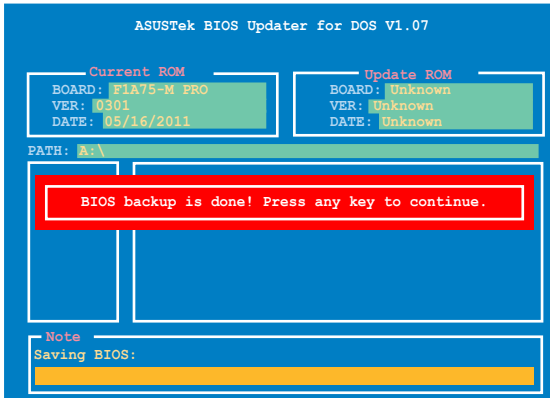 ASUSTek BIOS Updater for DOS V1.07
Current ROM
BOARD: F1A75-M PRO
VER: 0301
DATE: 05/16/2011
Update ROM
BOARD: Unknown
VER: Unknown
DATE: Unknown
PATH: A:\
BIOS backup is done! Press any key to continue.
Note
Saving BIOS: